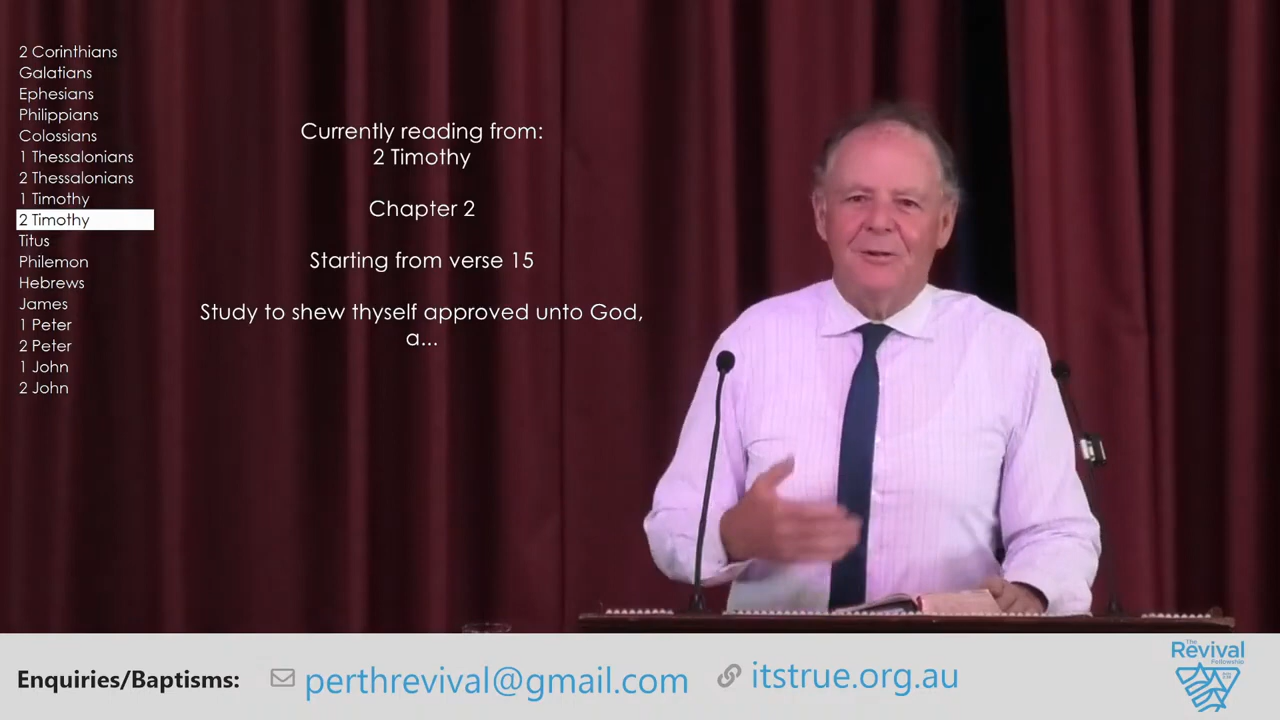 2 Corinthians
Galatians
Ephesians
Philippians
Colossians
1 Thessalonians
2 Thessalonians
1 Timothy
2 Timothy
Titus
Philemon
Hebrews
James
1 Peter
2 Peter
1 John
2 John
Currently reading from:
2 Timothy
Chapter 2
Starting from verse 15
Study to shew thyself approved unto God,
a...
Enquiries/Baptisms: perthrevival@gmail.com itstrue.org.au
The
Revival
Fellowship